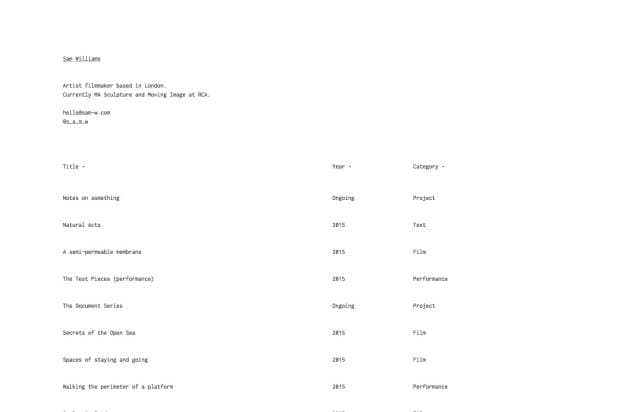 Sam Williams
Artist filmmaker based in London.
Currently MA Sculpture and Moving Image at RCA.
hello@sam-w.com
@s_a_m_w
Title - Year - Category -
Notes on something Ongoing Project
Natural Acts 2015 Text
A semi-permeable membrane 2015 Film
The Test Pieces (performance) 2015 Performance
The Document Series Ongoing Project
Secrets of the Open Sea 2015 Film
Spaces of staying and going 2015 Film
Walking the perimeter of a platform 2015 Performance